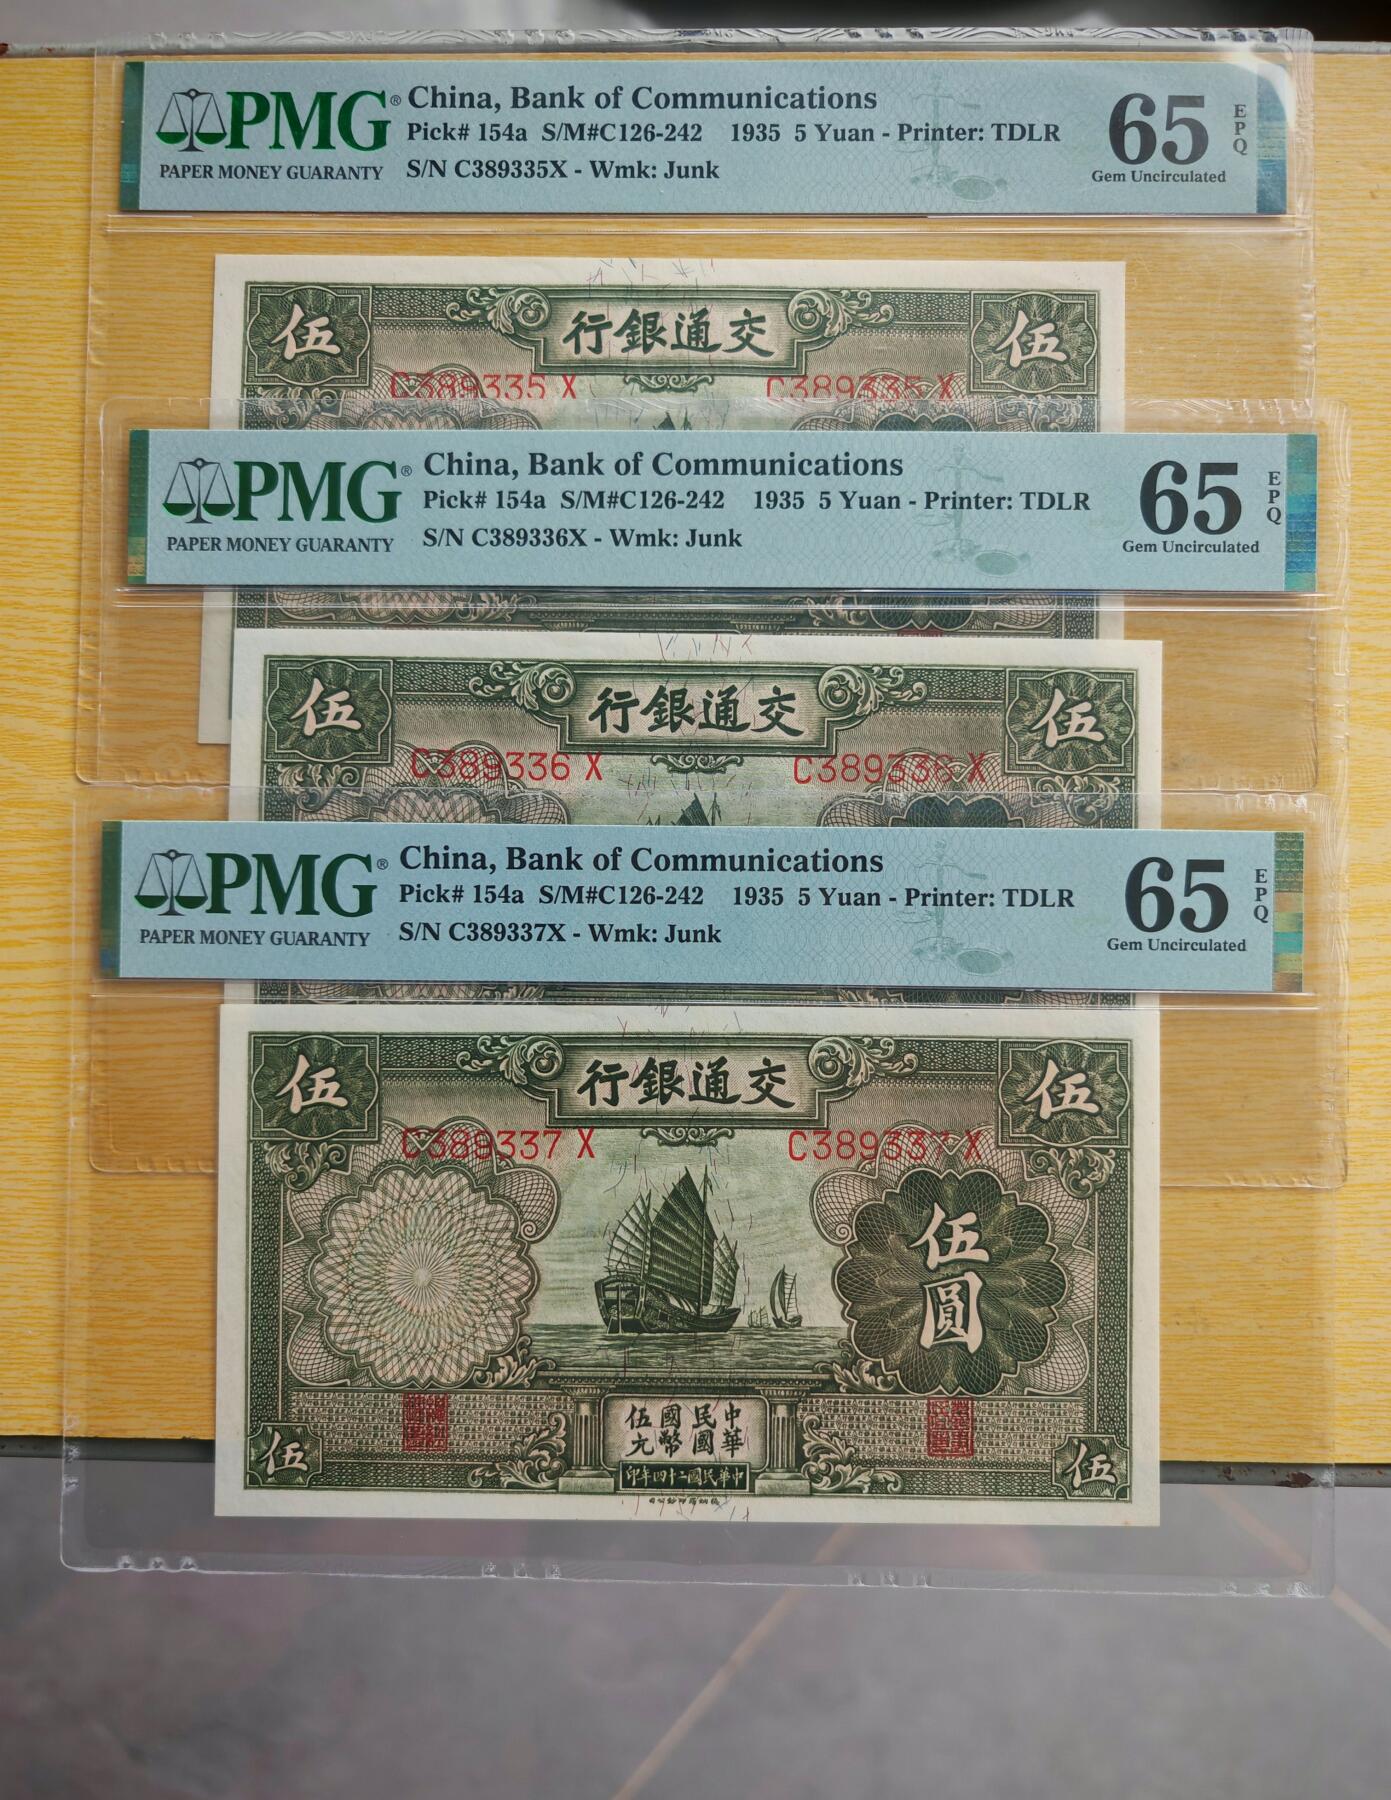 PMG® China, Bank of Communications
Pick# 154a S/M#C126-242 1935 5 Yuan - Printer: TDLR
PAPER MONEY GUARANTY S/N C389335X - Wmk: Junk
65 EPQ
Gem Uncirculated
伍 行銀通交 伍
C389335 X C389335 X
PMG® China, Bank of Communications
Pick# 154a S/M#C126-242 1935 5 Yuan - Printer: TDLR
PAPER MONEY GUARANTY S/N C389336X - Wmk: Junk
65 EPQ
Gem Uncirculated
伍 行銀通交 伍
C389336 X C389336 X
PMG® China, Bank of Communications
Pick# 154a S/M#C126-242 1935 5 Yuan - Printer: TDLR
PAPER MONEY GUARANTY S/N C389337X - Wmk: Junk
65 EPQ
Gem Uncirculated
伍 行銀通交 伍
C389337 X C389337 X
伍圓
伍國民中
元幣國華
伍 印年四十二國民華中 伍